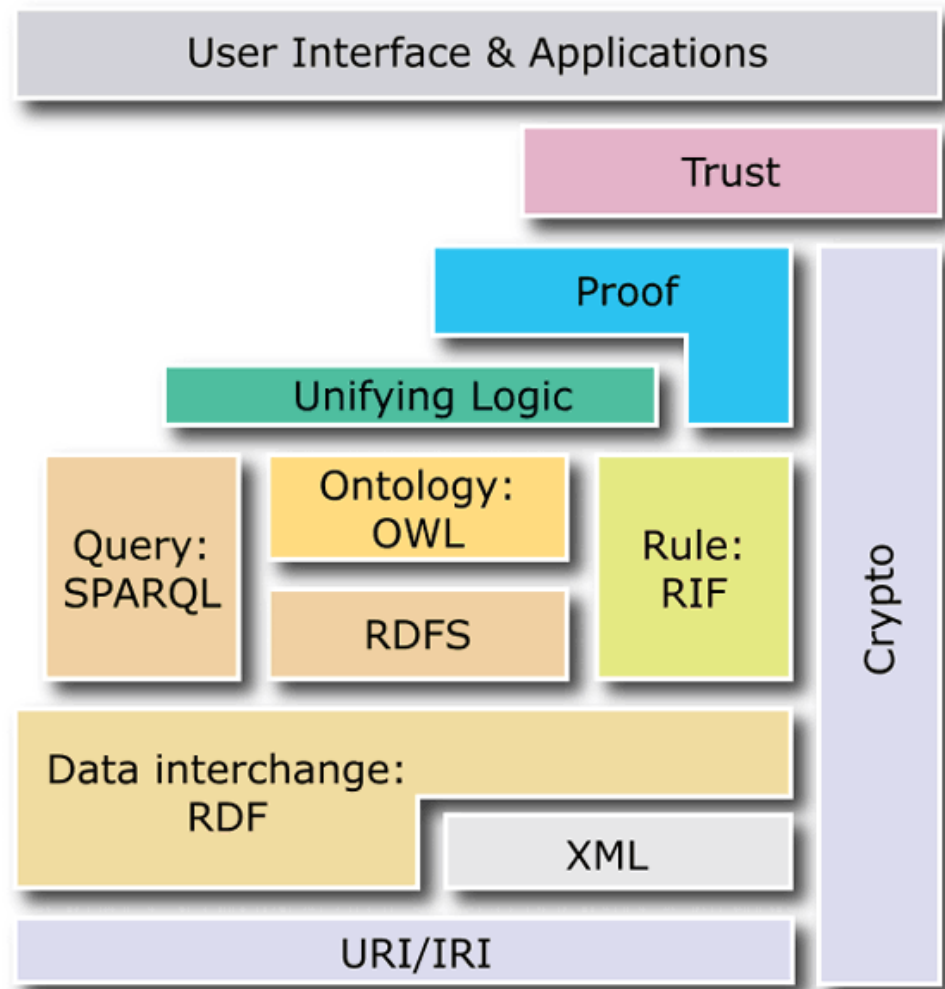 User Interface & Applications
Trust
Proof
Unifying Logic
Query:
SPARQL
Ontology:
OWL
RDFS
Rule:
RIF
Crypto
Data interchange:
RDF
XML
URI/IRI